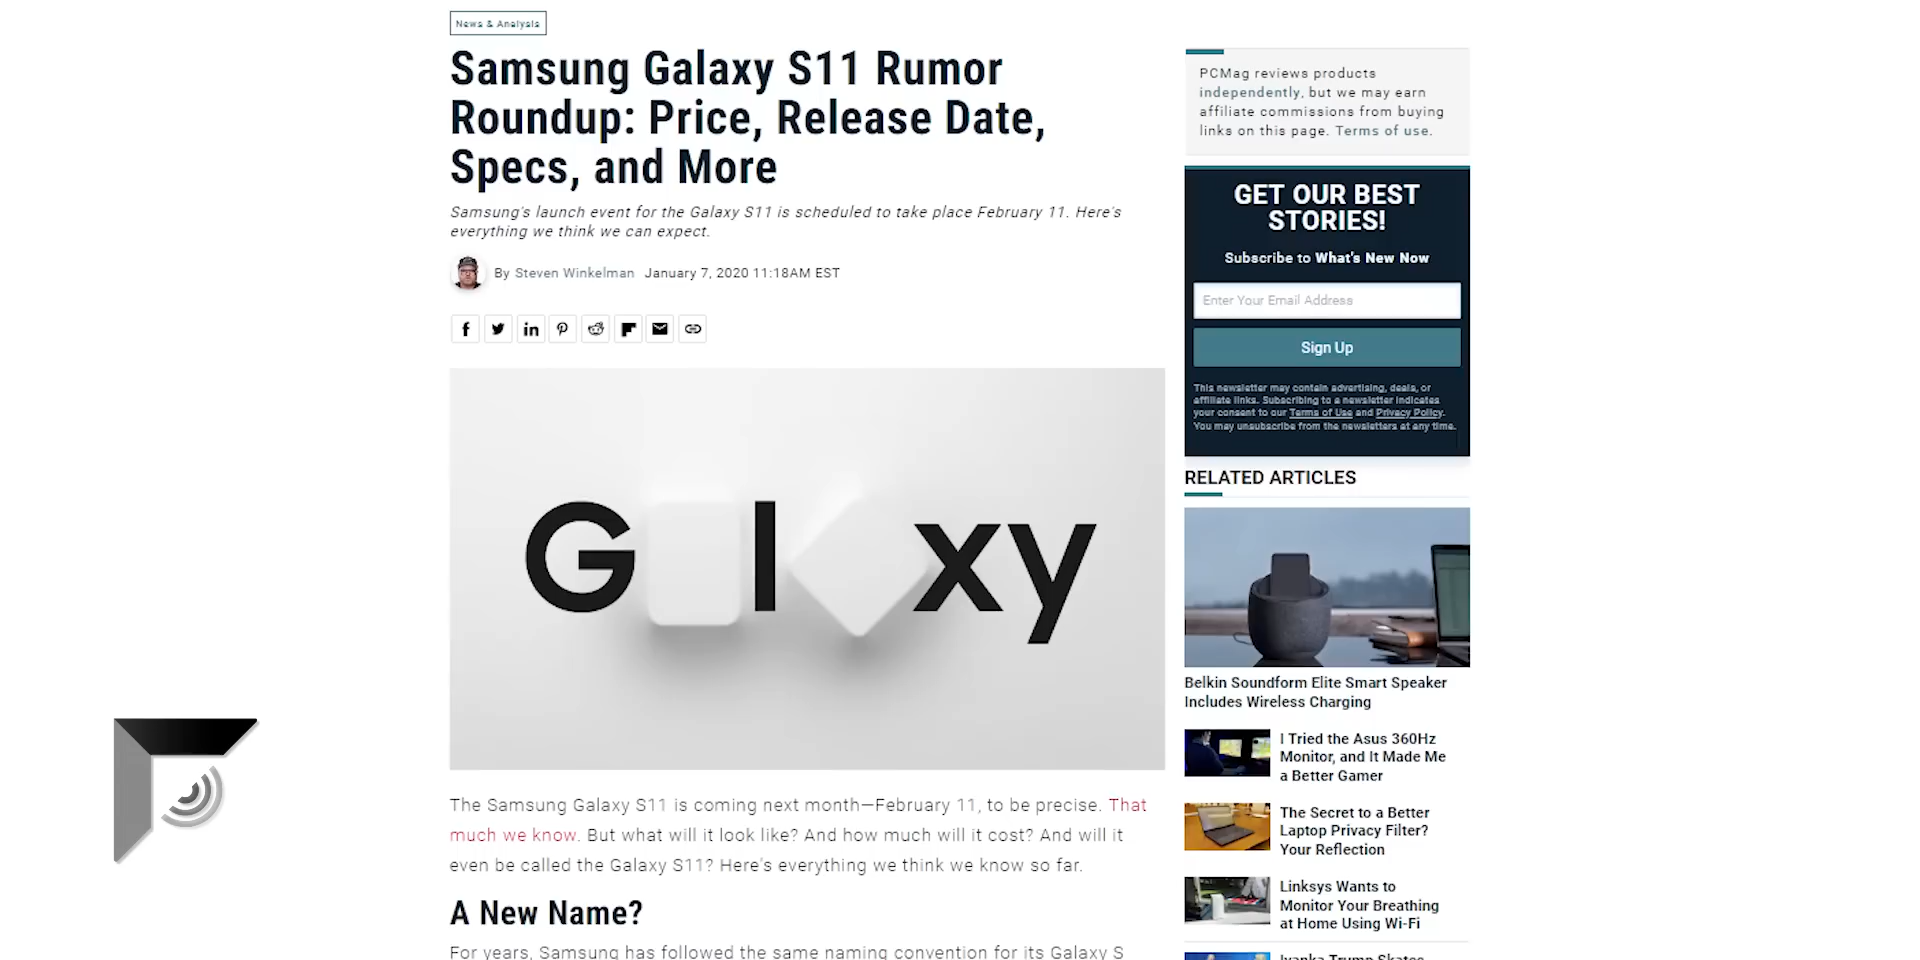 News & Analysis
Samsung Galaxy S11 Rumor
Roundup: Price, Release Date,
Specs, and More
Samsung's launch event for the Galaxy S11 is scheduled to take place February 11. Here's
everything we think we can expect.
By Steven Winkelman January 7, 2020 11:18AM EST
Galaxy
The Samsung Galaxy S11 is coming next month—February 11, to be precise. That
much we know. But what will it look like? And how much will it cost? And will it
even be called the Galaxy S11? Here's everything we think we know so far.
A New Name?
For years, Samsung has followed the same naming convention for its Galaxy S
PCMag reviews products
independently, but we may earn
affiliate commissions from buying
links on this page. Terms of use.
GET OUR BEST
STORIES!
Subscribe to What's New Now
Enter Your Email Address
Sign Up
This newsletter may contain advertising, deals, or
affiliate links. Subscribing to a newsletter indicates
your consent to our Terms of Use and Privacy Policy.
You may unsubscribe from the newsletters at any time.
RELATED ARTICLES
Belkin Soundform Elite Smart Speaker
Includes Wireless Charging
I Tried the Asus 360Hz
Monitor, and It Made Me
a Better Gamer
The Secret to a Better
Laptop Privacy Filter?
Your Reflection
Linksys Wants to
Monitor Your Breathing
at Home Using Wi-Fi
Ivanka Trump Skates